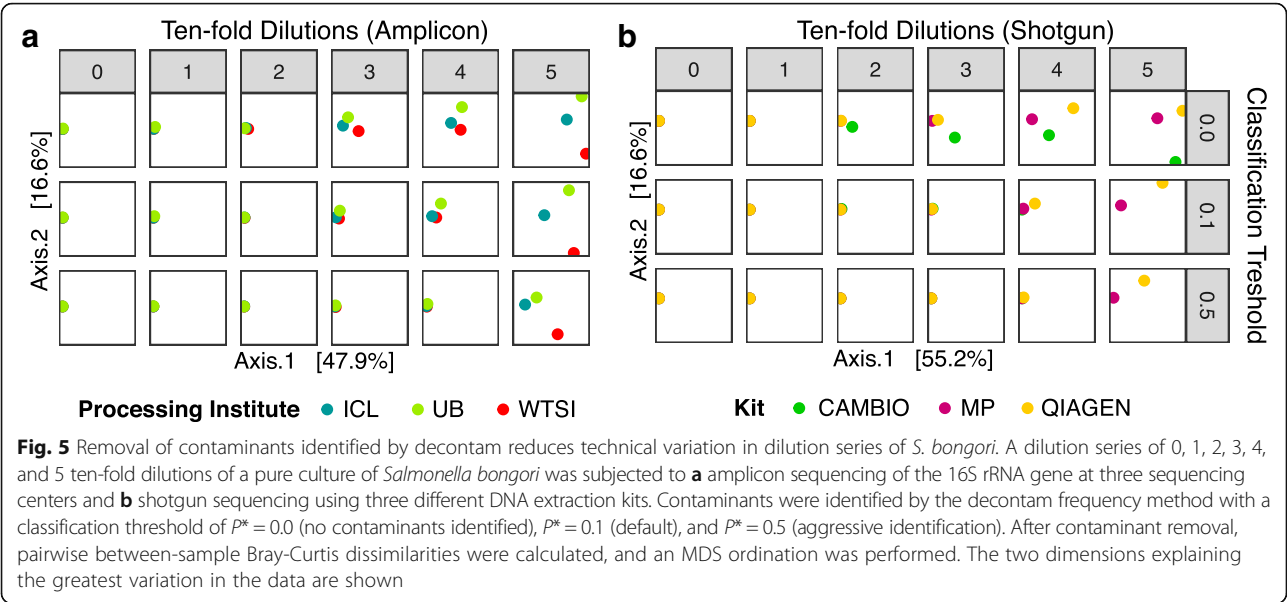 a
Ten-fold Dilutions (Amplicon)
0 1 2 3 4 5
Axis.2 [16.6%]
Axis.1 [47.9%]
Processing Institute ICL UB WTSI
b
Ten-fold Dilutions (Shotgun)
0 1 2 3 4 5
Axis.2 [16.6%]
0.0
0.1
0.5
Classification Treshold
Axis.1 [55.2%]
Kit CAMBIO MP QIAGEN
Fig. 5 Removal of contaminants identified by decontam reduces technical variation in dilution series of S. bongori. A dilution series of 0, 1, 2, 3, 4,
and 5 ten-fold dilutions of a pure culture of Salmonella bongori was subjected to a amplicon sequencing of the 16S rRNA gene at three sequencing
centers and b shotgun sequencing using three different DNA extraction kits. Contaminants were identified by the decontam frequency method with a
classification threshold of P* = 0.0 (no contaminants identified), P* = 0.1 (default), and P* = 0.5 (aggressive identification). After contaminant removal,
pairwise between-sample Bray-Curtis dissimilarities were calculated, and an MDS ordination was performed. The two dimensions explaining
the greatest variation in the data are shown